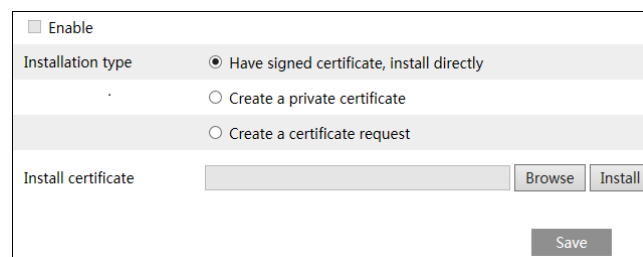 Enable
Installation type
Have signed certificate, install directly
Create a private certificate
Create a certificate request
Install certificate
Browse
Install
Save